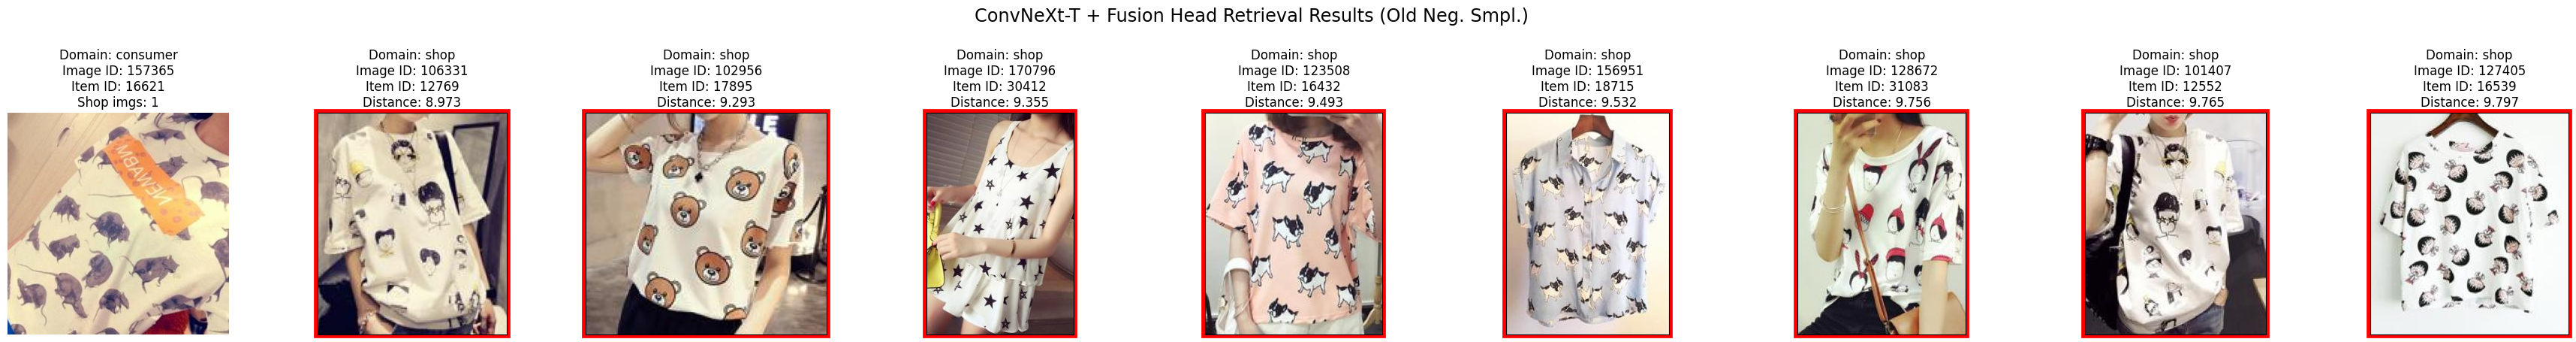 ConvNeXt-T + Fusion Head Retrieval Results (Old Neg. Smpl.)
Domain: consumer
Image ID: 157365
Item ID: 16621
Shop imgs: 1
Domain: shop
Image ID: 106331
Item ID: 12769
Distance: 8.973
Domain: shop
Image ID: 102956
Item ID: 17895
Distance: 9.293
Domain: shop
Image ID: 170796
Item ID: 30412
Distance: 9.355
Domain: shop
Image ID: 123508
Item ID: 16432
Distance: 9.493
Domain: shop
Image ID: 156951
Item ID: 18715
Distance: 9.532
Domain: shop
Image ID: 128672
Item ID: 31083
Distance: 9.756
Domain: shop
Image ID: 101407
Item ID: 12552
Distance: 9.765
Domain: shop
Image ID: 127405
Item ID: 16539
Distance: 9.797